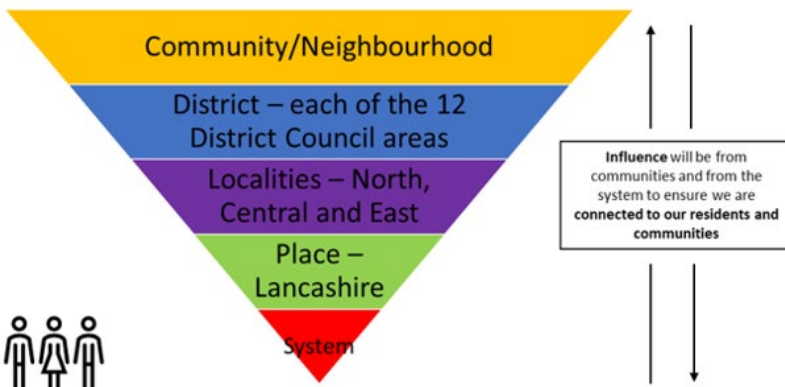 Community/Neighbourhood
District – each of the 12
District Council areas
Localities – North,
Central and East
Place –
Lancashire
System
Influence will be from
communities and from the
system to ensure we are
connected to our residents and
communities